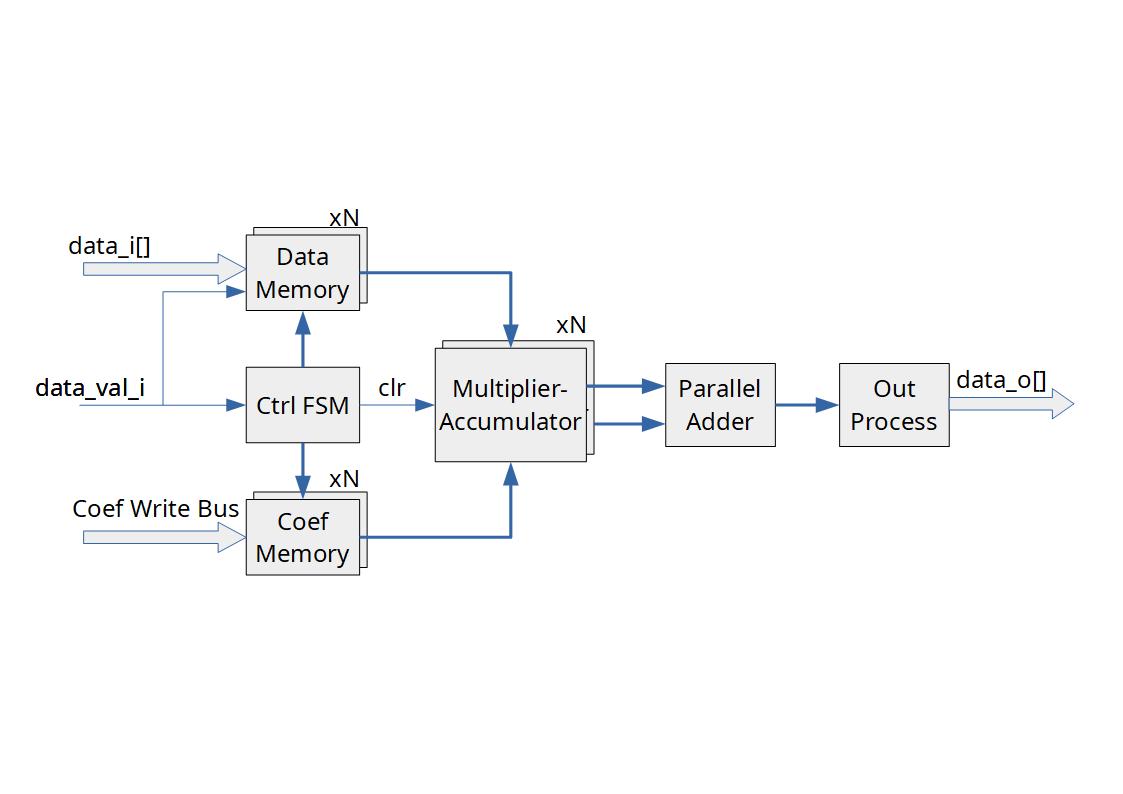 xN
data_i[]
Data
Memory
xN
data_val_i
Ctrl FSM
clr
Multiplier-
Accumulator
Parallel
Adder
Out
Process
data_o[]
xN
Coef Write Bus
Coef
Memory